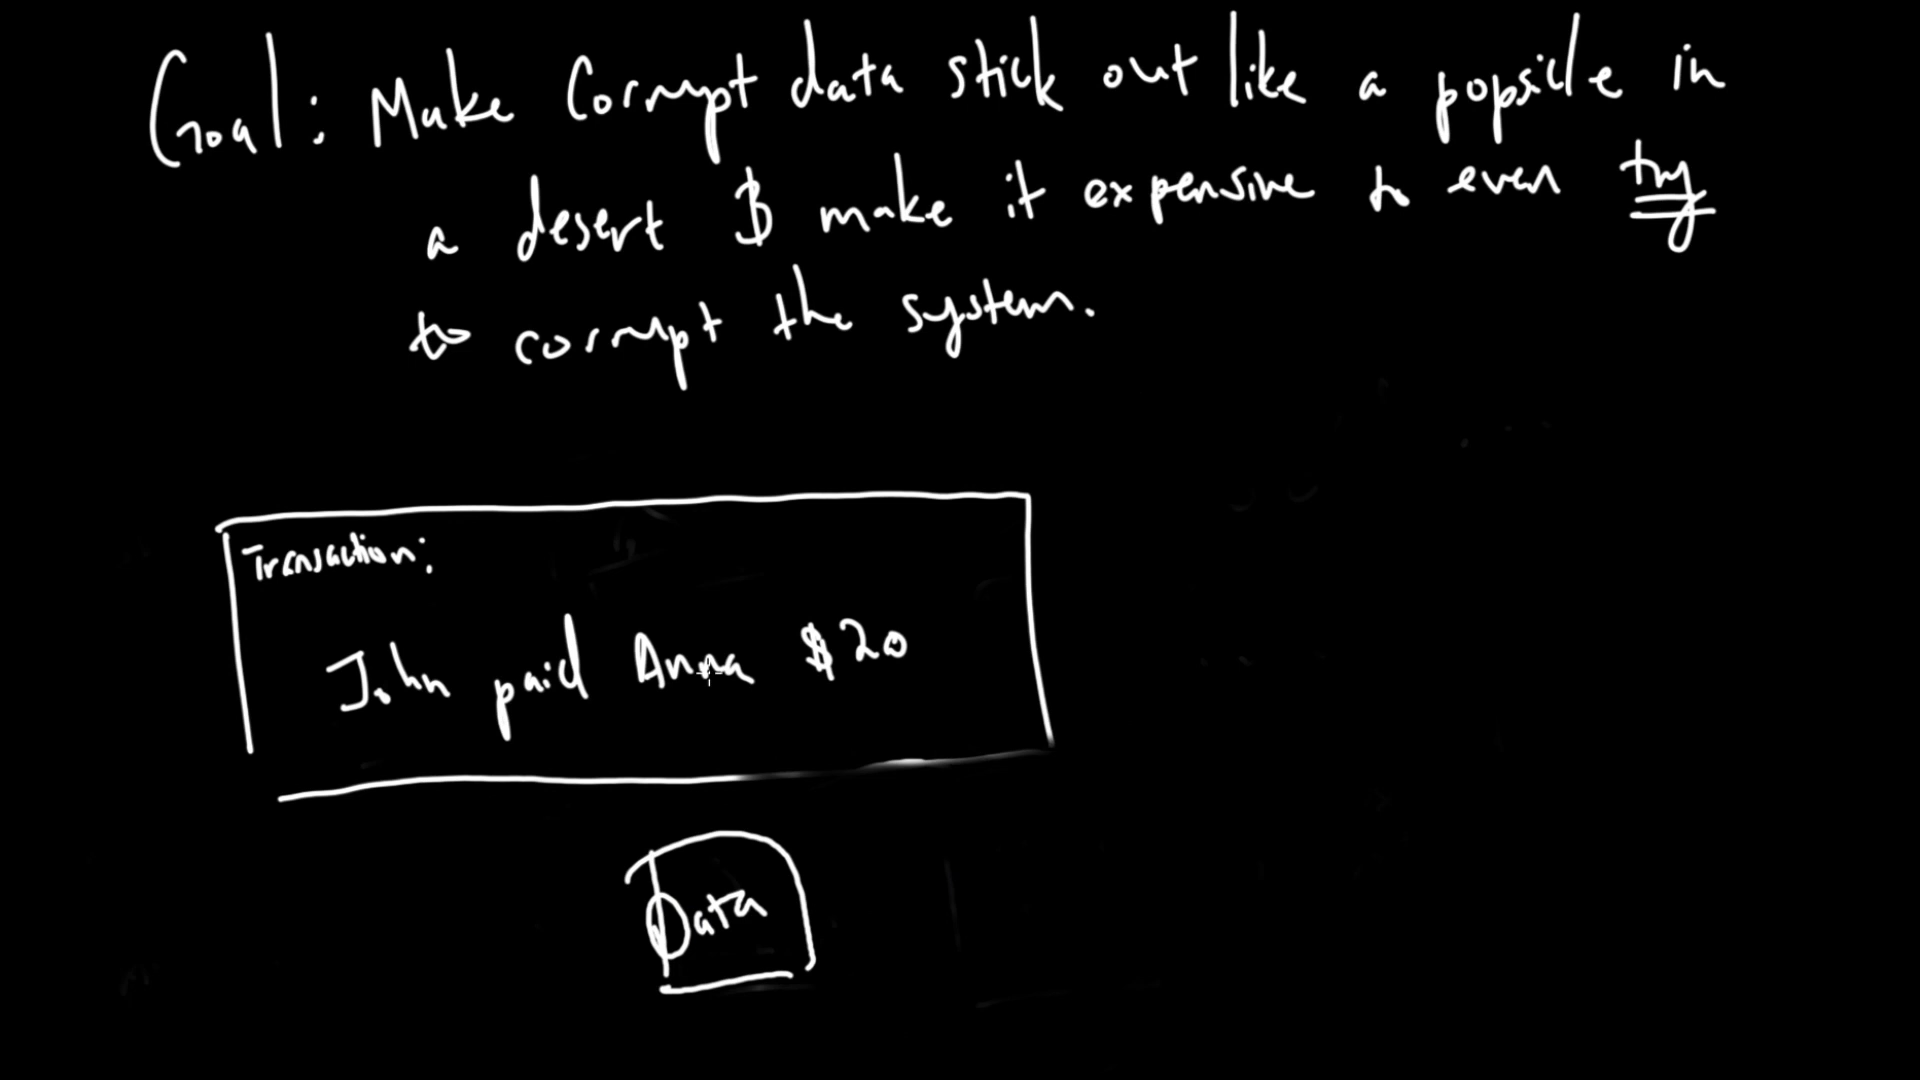 Goal: Make Corrupt data stick out like a popsicle in
a desert & make it expensive to even try
to corrupt the system.
Transaction:
John paid Anna $20
Data